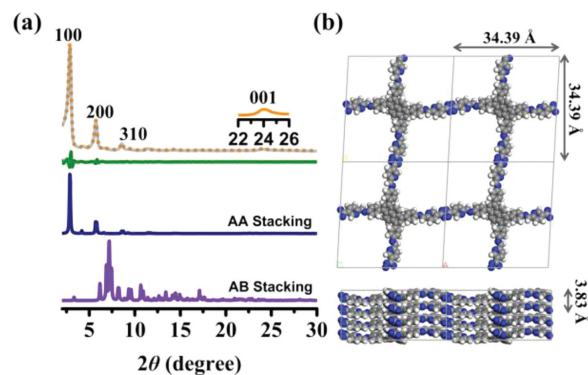 (a)
100
200
310
001
22 24 26
AA Stacking
AB Stacking
5 10 15 20 25 30
2θ (degree)
(b)
34.39 Å
34.39 Å
3.83 Å